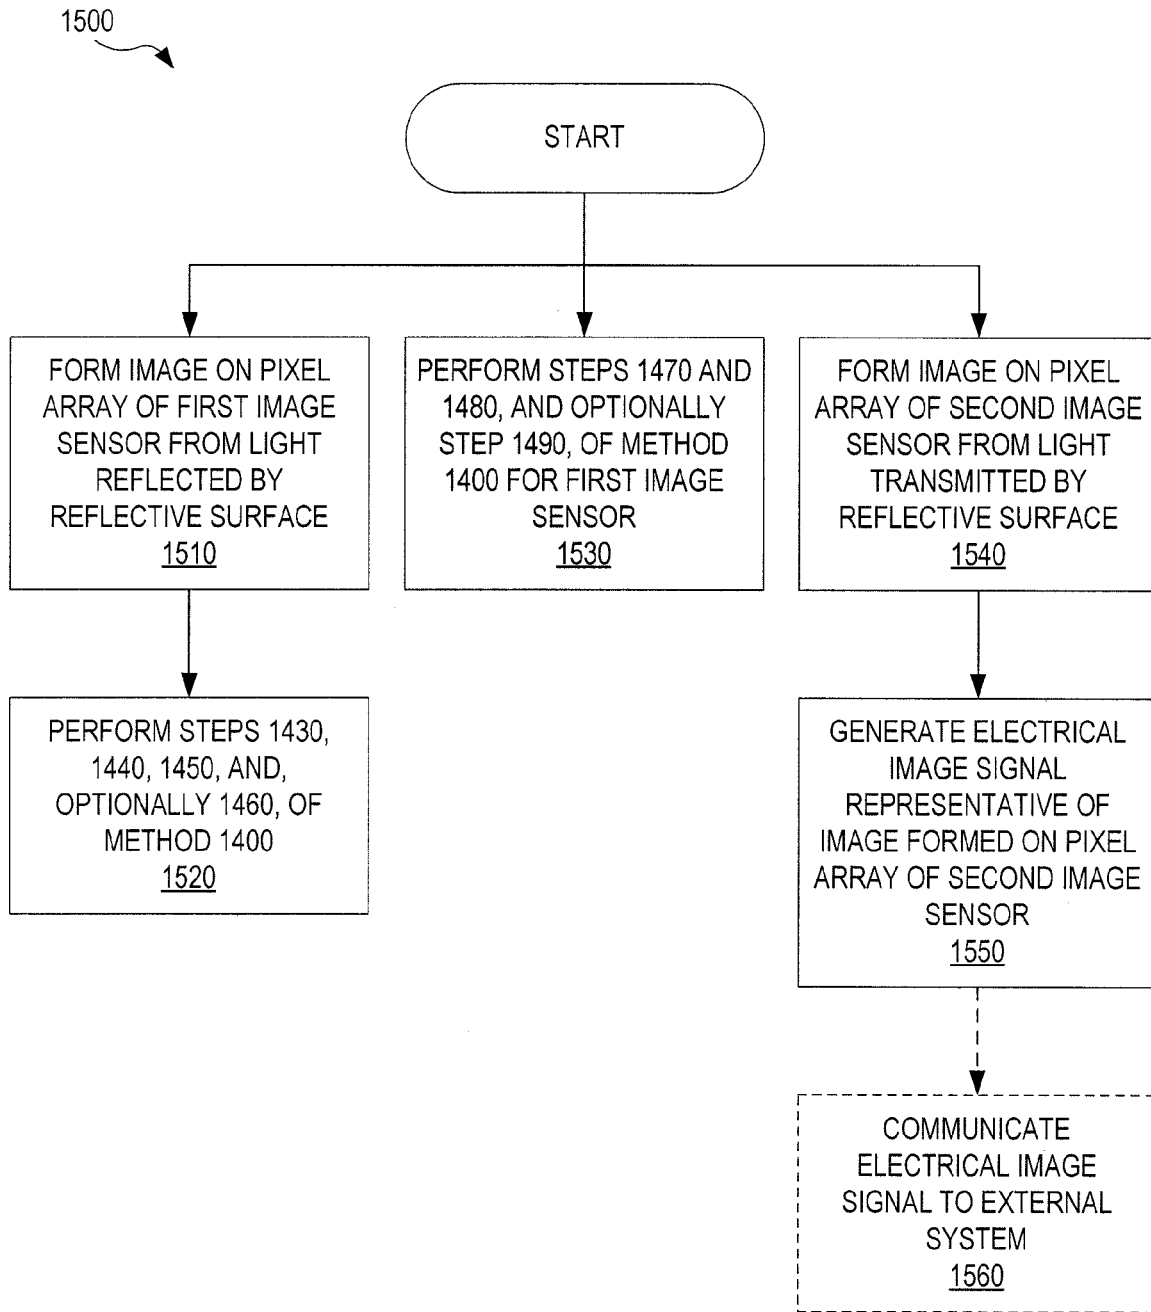 1500
START
FORM IMAGE ON PIXEL
ARRAY OF FIRST IMAGE
SENSOR FROM LIGHT
REFLECTED BY
REFLECTIVE SURFACE
1510
PERFORM STEPS 1470 AND
1480, AND OPTIONALLY
STEP 1490, OF METHOD
1400 FOR FIRST IMAGE
SENSOR
1530
FORM IMAGE ON PIXEL
ARRAY OF SECOND IMAGE
SENSOR FROM LIGHT
TRANSMITTED BY
REFLECTIVE SURFACE
1540
PERFORM STEPS 1430,
1440, 1450, AND,
OPTIONALLY 1460, OF
METHOD 1400
1520
GENERATE ELECTRICAL
IMAGE SIGNAL
REPRESENTATIVE OF
IMAGE FORMED ON PIXEL
ARRAY OF SECOND IMAGE
SENSOR
1550
COMMUNICATE
ELECTRICAL IMAGE
SIGNAL TO EXTERNAL
SYSTEM
1560